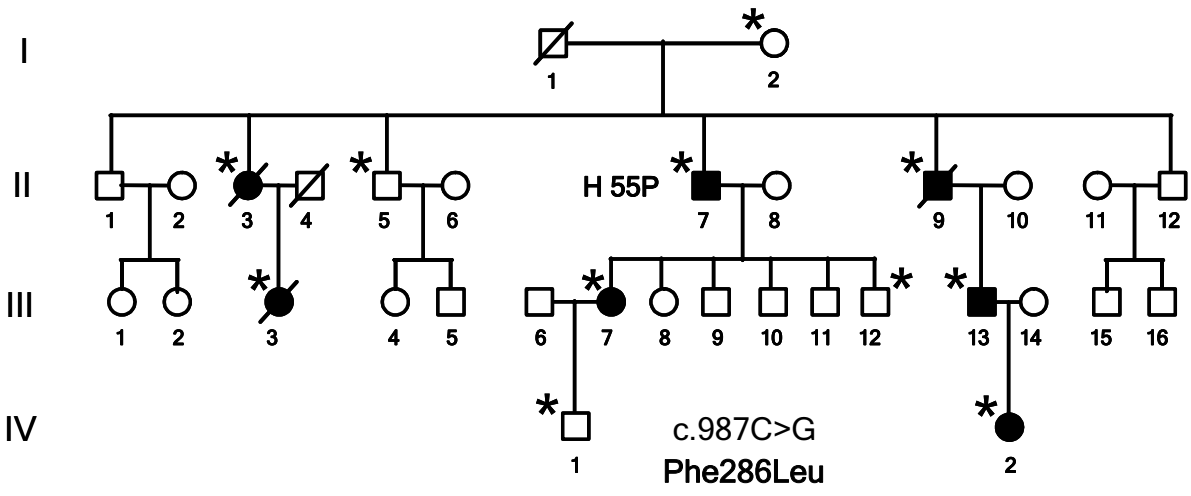 I
* 
1 2
* * * *
II H 55P
1 2 3 4 5 6 7 8 9 10 11 12
* * * *
III
1 2 3 4 5 6 7 8 9 10 11 12 13 14 15 16
* *
IV c.987C>G
1 Phe286Leu 2